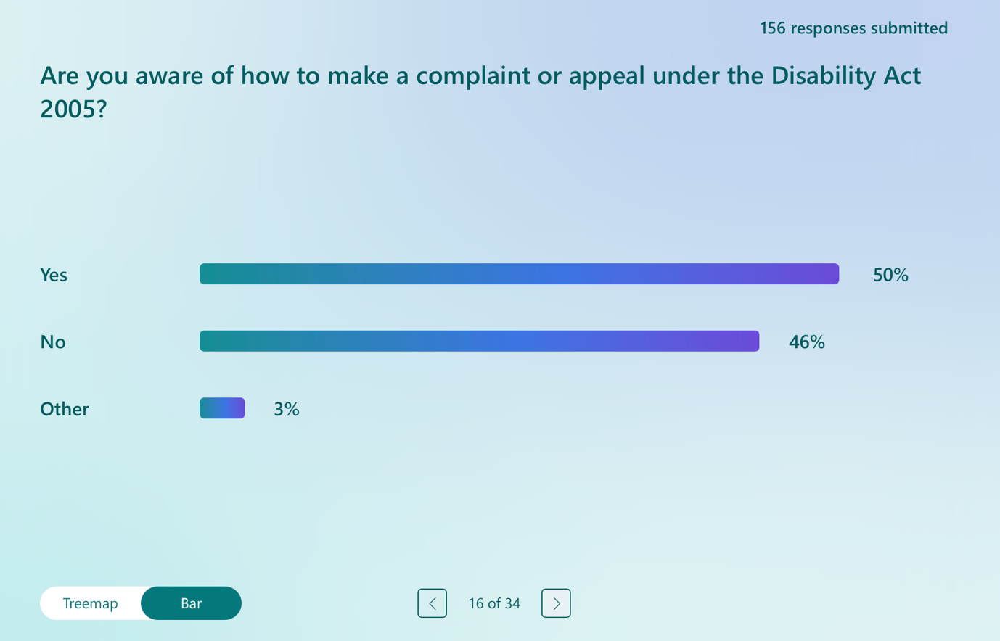 156 responses submitted
Are you aware of how to make a complaint or appeal under the Disability Act
2005?
Yes
50%
No
46%
Other
3%
Treemap
Bar
16 of 34